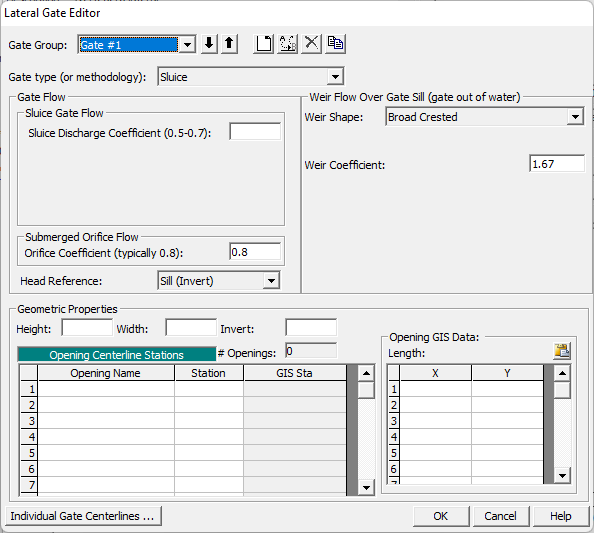 Lateral Gate Editor
Gate Group: Gate #1
Gate type (or methodology): Sluice
Gate Flow
Sluice Gate Flow
Sluice Discharge Coefficient (0.5-0.7):
Submerged Orifice Flow
Orifice Coefficient (typically 0.8): 0.8
Head Reference: Sill (Invert)
Weir Flow Over Gate Sill (gate out of water)
Weir Shape: Broad Crested
Weir Coefficient: 1.67
Geometric Properties
Height: Width: Invert:
Opening Centerline Stations # Openings: 0
Opening Name Station GIS Sta
1
2
3
4
5
6
7
Opening GIS Data:
Length:
X Y
1
2
3
4
5
6
7
Individual Gate Centerlines ... OK Cancel Help